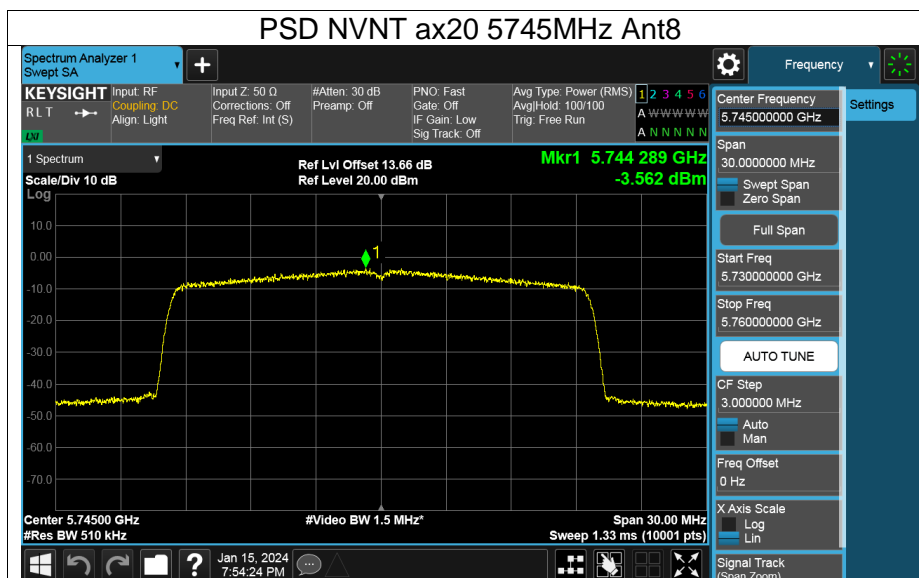 PSD NVNT ax20 5745MHz Ant8
Spectrum Analyzer 1
Swept SA
Frequency
KEYSIGHT
RLT
LXI
Input: RF
Coupling: DC
Align: Light
Input Z: 50 Ω
Corrections: Off
Freq Ref: Int (S)
#Atten: 30 dB
Preamp: Off
PNO: Fast
Gate: Off
IF Gain: Low
Sig Track: Off
Avg Type: Power (RMS)
Avg|Hold: 100/100
Trig: Free Run
1 2 3 4 5 6
A W W W W W
A N N N N N
1 Spectrum
Scale/Div 10 dB
Ref Lvl Offset 13.66 dB
Ref Level 20.00 dBm
Mkr1 5.744 289 GHz
-3.562 dBm
Log
10.0
0.00
-10.0
-20.0
-30.0
-40.0
-50.0
-60.0
-70.0
1
Center 5.74500 GHz
#Res BW 510 kHz
#Video BW 1.5 MHz*
Span 30.00 MHz
Sweep 1.33 ms (10001 pts)
Jan 15, 2024
7:54:24 PM
Center Frequency
5.745000000 GHz
Settings
Span
30.0000000 MHz
Swept Span
Zero Span
Full Span
Start Freq
5.730000000 GHz
Stop Freq
5.760000000 GHz
AUTO TUNE
CF Step
3.000000 MHz
Auto
Man
Freq Offset
0 Hz
X Axis Scale
Log
Lin
Signal Track
(Span Zoom)